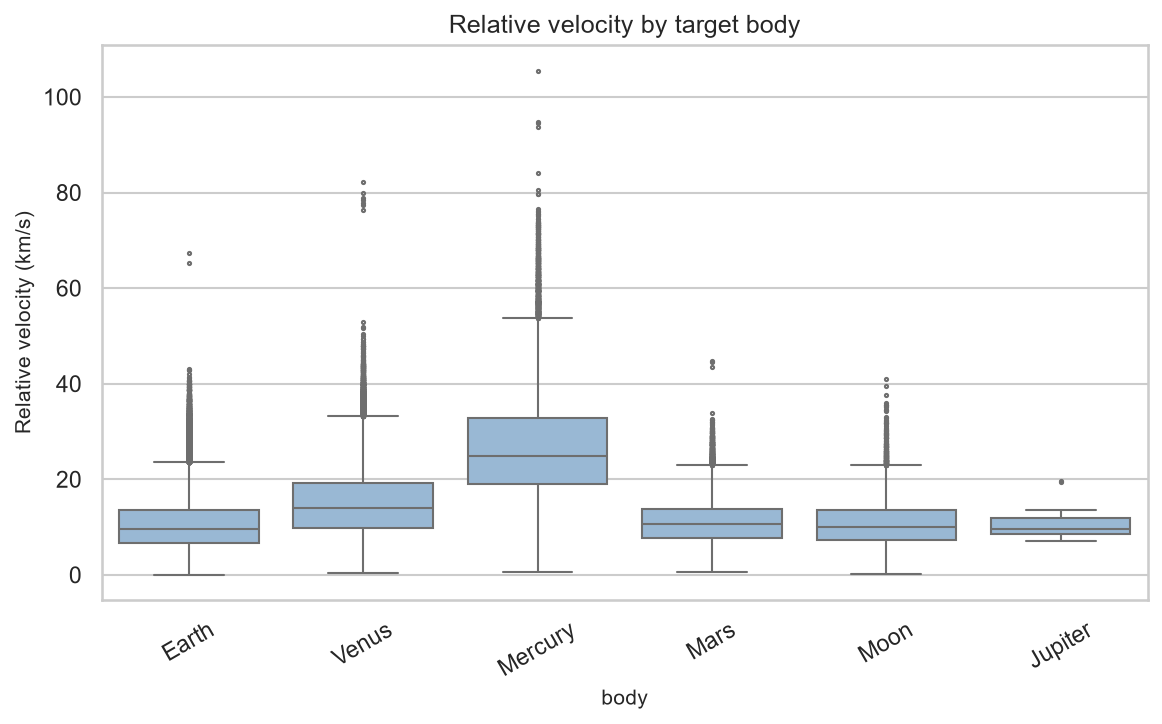 Relative velocity by target body
Relative velocity (km/s)
100
80
60
40
20
0
Earth
Venus
Mercury
Mars
Moon
Jupiter
body